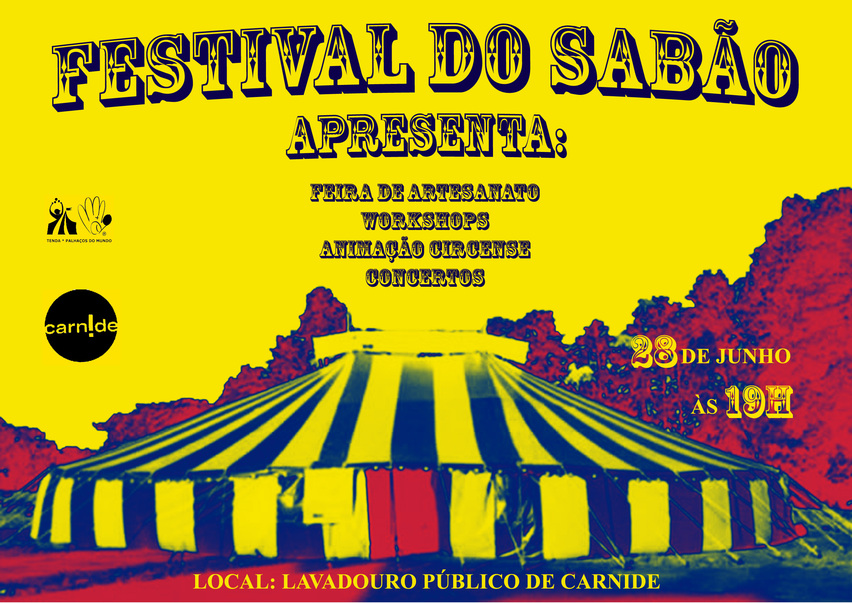 FESTIVAL DO SABÃO
APRESENTA:
FEIRA DE ARTESANATO
WORKSHOPS
ANIMAÇÃO CIRCENSE
CONCERTOS
TENDA * PALHAÇOS DO MUNDO
carn!de
28 DE JUNHO
ÀS 19H
LOCAL: LAVADOURO PÚBLICO DE CARNIDE